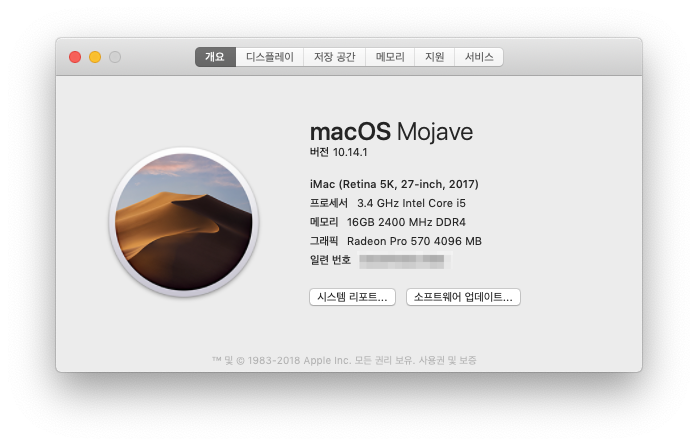 개요 디스플레이 저장 공간 메모리 지원 서비스
macOS Mojave
버전 10.14.1
iMac (Retina 5K, 27-inch, 2017)
프로세서 3.4 GHz Intel Core i5
메모리 16GB 2400 MHz DDR4
그래픽 Radeon Pro 570 4096 MB
일련 번호
시스템 리포트... 소프트웨어 업데이트...
™ 및 © 1983-2018 Apple Inc. 모든 권리 보유. 사용권 및 보증